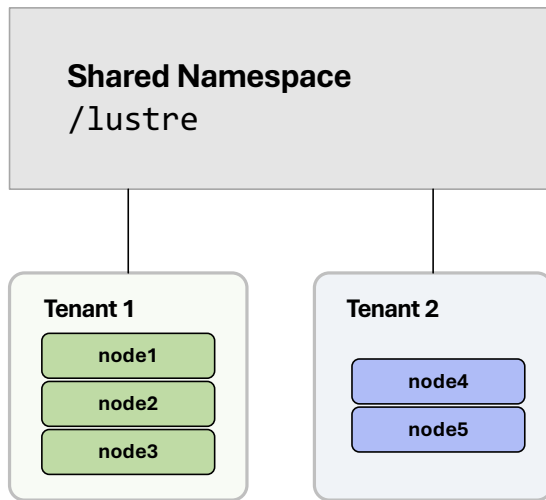 Shared Namespace
/lustre
Tenant 1
node1
node2
node3
Tenant 2
node4
node5